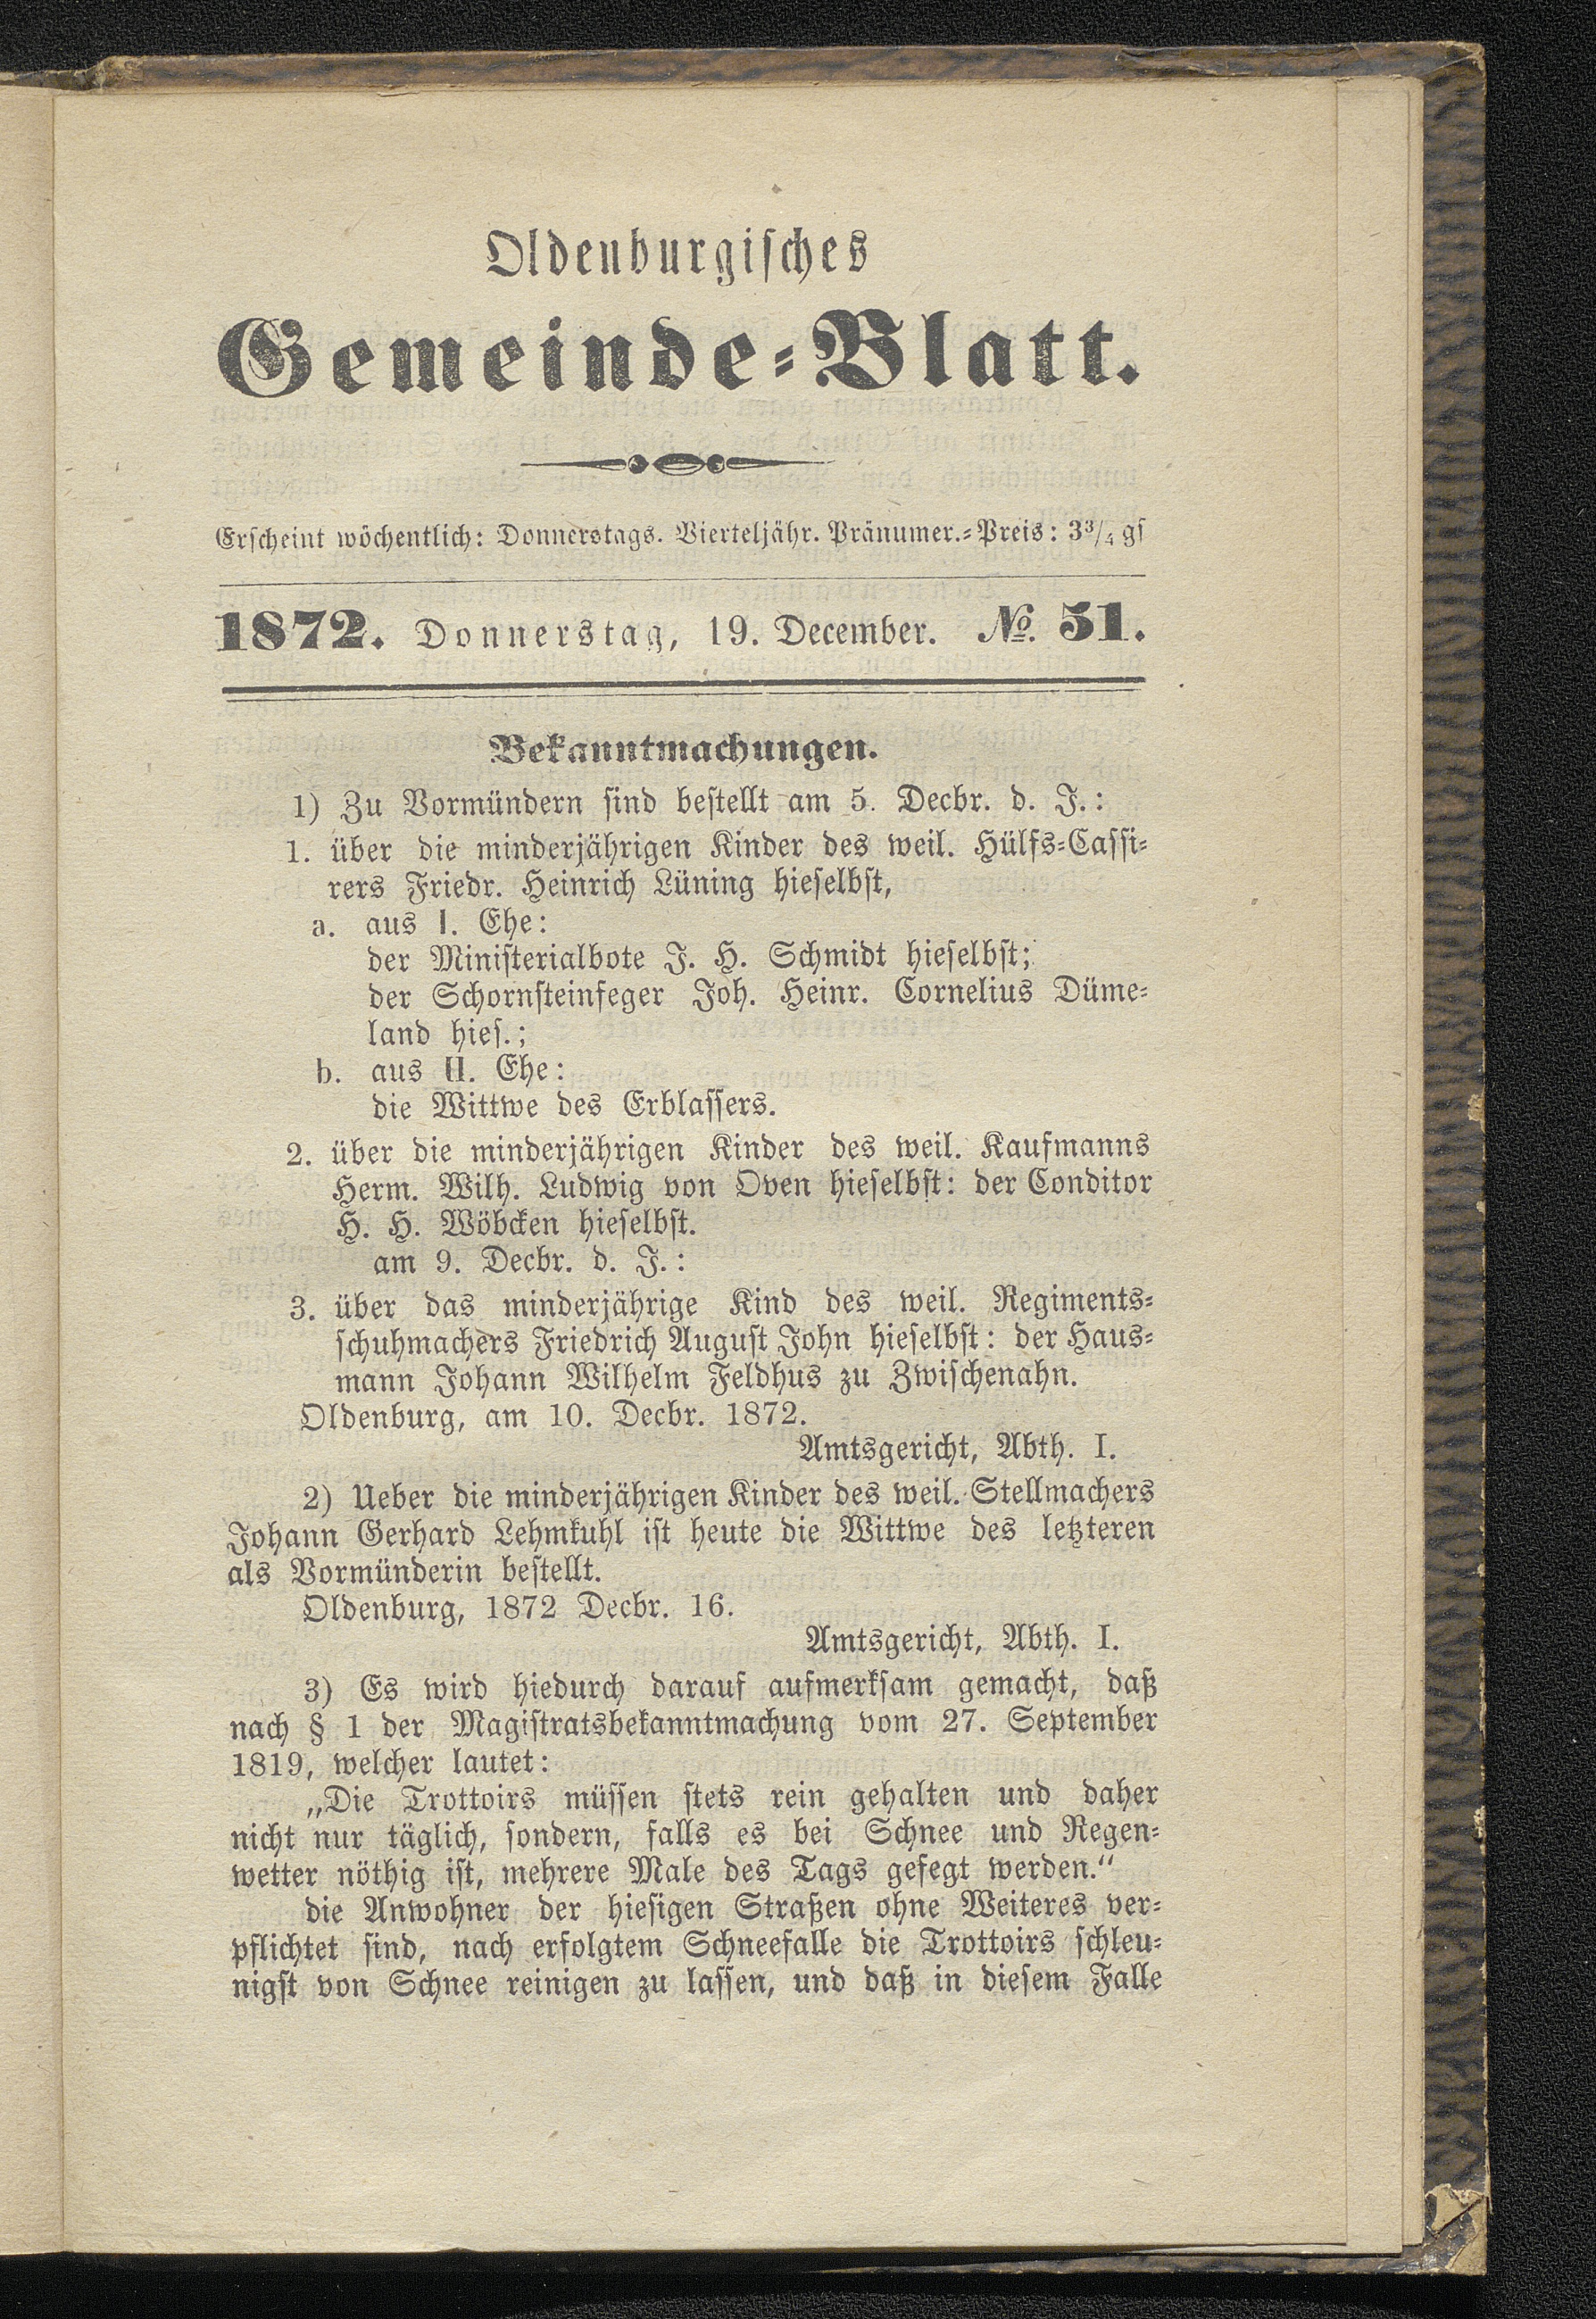 Oldenburgisches
Gemeinde-Blatt.
Erscheint wöchentlich: Donnerstags. Vierteljähr. Pränumer.-Preis: 3³/₄ gs
1872. Donnerstag, 19. December. №. 51.
Bekanntmachungen.
1) Zu Vormündern sind bestellt am 5. Decbr. d. J.:
1. über die minderjährigen Kinder des weil. Hülfs-Cassi-
rers Friedr. Heinrich Lüning hieselbst,
a. aus I. Ehe:
der Ministerialbote J. H. Schmidt hieselbst;
der Schornsteinfeger Joh. Heinr. Cornelius Düme-
land hies.;
b. aus II. Ehe:
die Wittwe des Erblassers.
2. über die minderjährigen Kinder des weil. Kaufmanns
Herm. Wilh. Ludwig von Oven hieselbst: der Conditor
H. H. Wöbcken hieselbst.
am 9. Decbr. d. J.:
3. über das minderjährige Kind des weil. Regiments-
schuhmachers Friedrich August John hieselbst: der Haus-
mann Johann Wilhelm Feldhus zu Zwischenahn.
Oldenburg, am 10. Decbr. 1872.
Amtsgericht, Abth. I.
2) Ueber die minderjährigen Kinder des weil. Stellmachers
Johann Gerhard Lehmkuhl ist heute die Wittwe des letzteren
als Vormünderin bestellt.
Oldenburg, 1872 Decbr. 16.
Amtsgericht, Abth. I.
3) Es wird hiedurch darauf aufmerksam gemacht, daß
nach § 1 der Magistratsbekanntmachung vom 27. September
1819, welcher lautet:
„Die Trottoirs müssen stets rein gehalten und daher
nicht nur täglich, sondern, falls es bei Schnee und Regen-
wetter nöthig ist, mehrere Male des Tags gefegt werden.“
die Anwohner der hiesigen Straßen ohne Weiteres ver-
pflichtet sind, nach erfolgtem Schneefalle die Trottoirs schleu-
nigst von Schnee reinigen zu lassen, und daß in diesem Falle